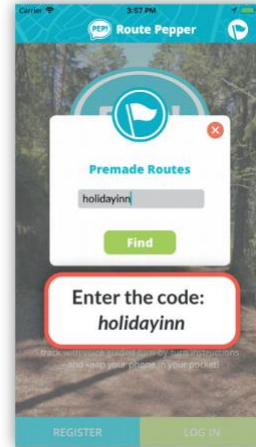 Carrier
3:57 PM
PEP! Route Pepper
Premade Routes
holidayinn
Find
Enter the code:
holidayinn
track with voice guided turn by turn instructions
and keep your phone in your pocket!
REGISTER
LOG IN